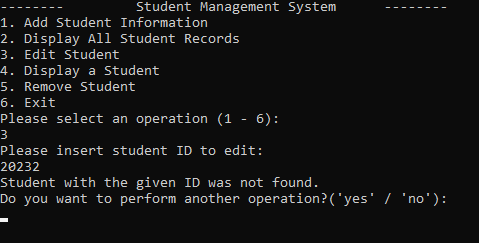 --------         Student Management System      --------
1. Add Student Information
2. Display All Student Records
3. Edit Student
4. Display a Student
5. Remove Student
6. Exit
Please select an operation (1 - 6):
3
Please insert student ID to edit:
20232
Student with the given ID was not found.
Do you want to perform another operation?('yes' / 'no'):